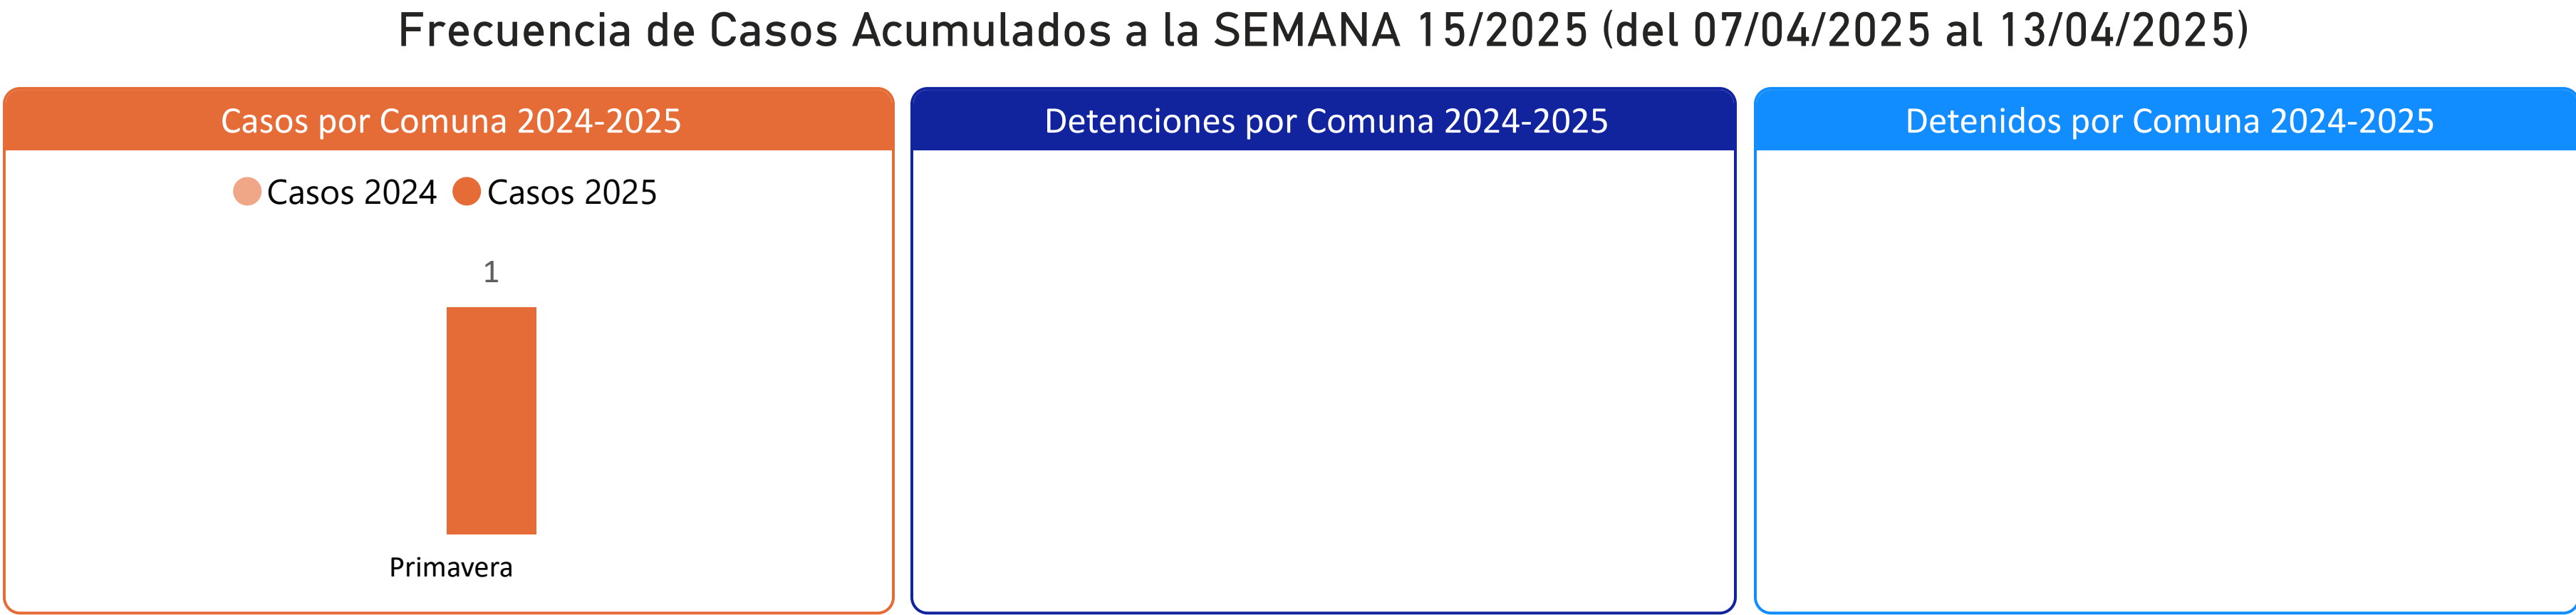 Frecuencia de Casos Acumulados a la SEMANA 15/2025 (del 07/04/2025 al 13/04/2025)
Casos por Comuna 2024-2025
Casos 2024 Casos 2025
1
Primavera
Detenciones por Comuna 2024-2025
Detenidos por Comuna 2024-2025